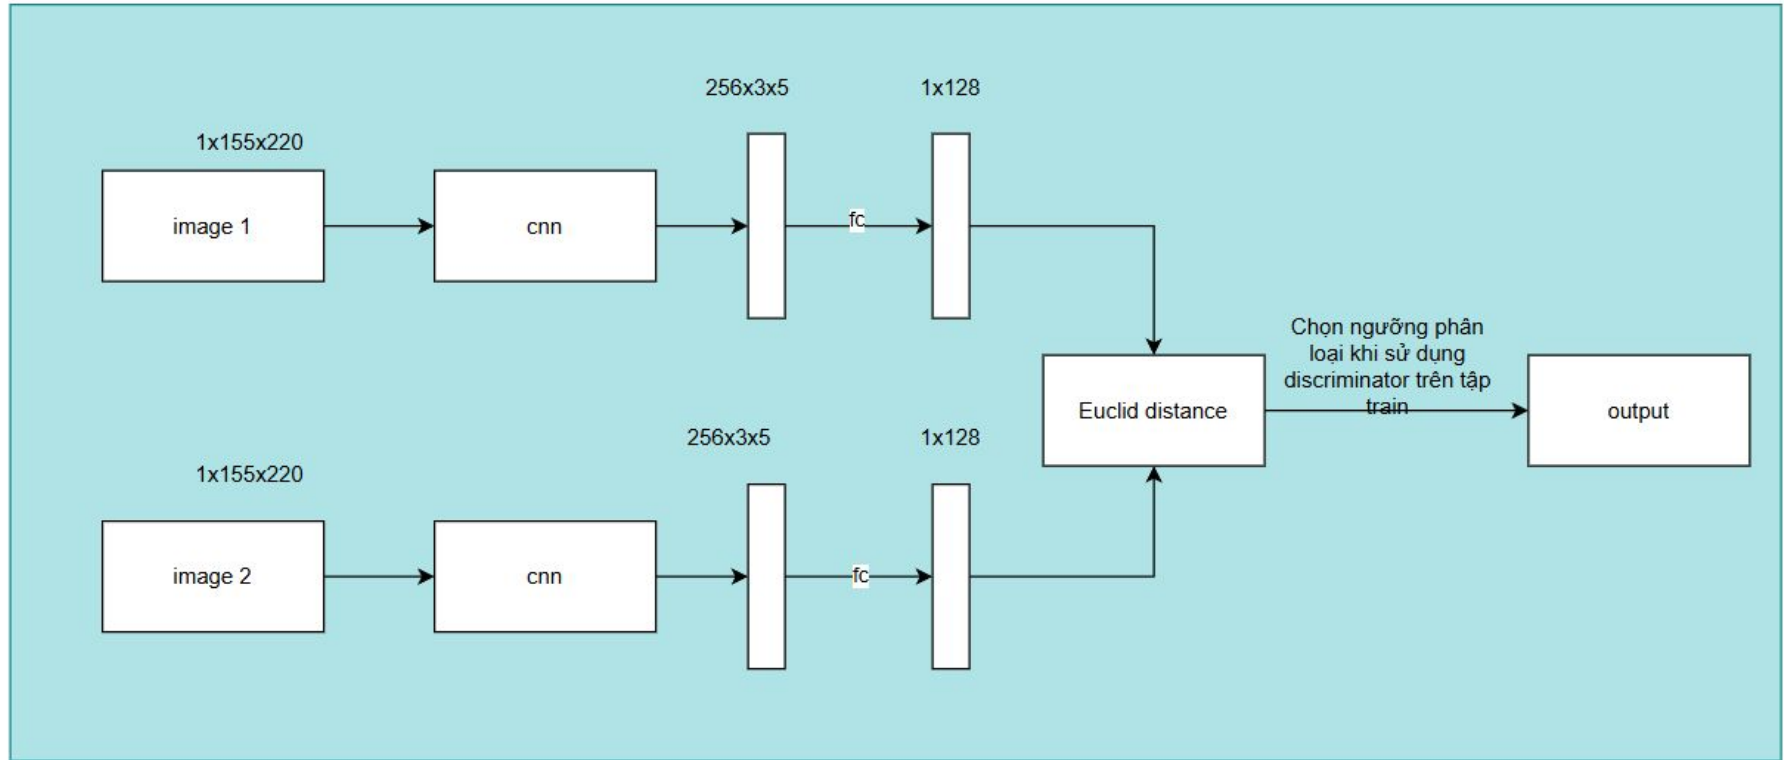 256x3x5
1x128
1x155x220
image 1
cnn
fc
Chọn ngưỡng phân
loại khi sử dụng
discriminator trên tập
train
Euclid distance
output
256x3x5
1x128
1x155x220
image 2
cnn
fc